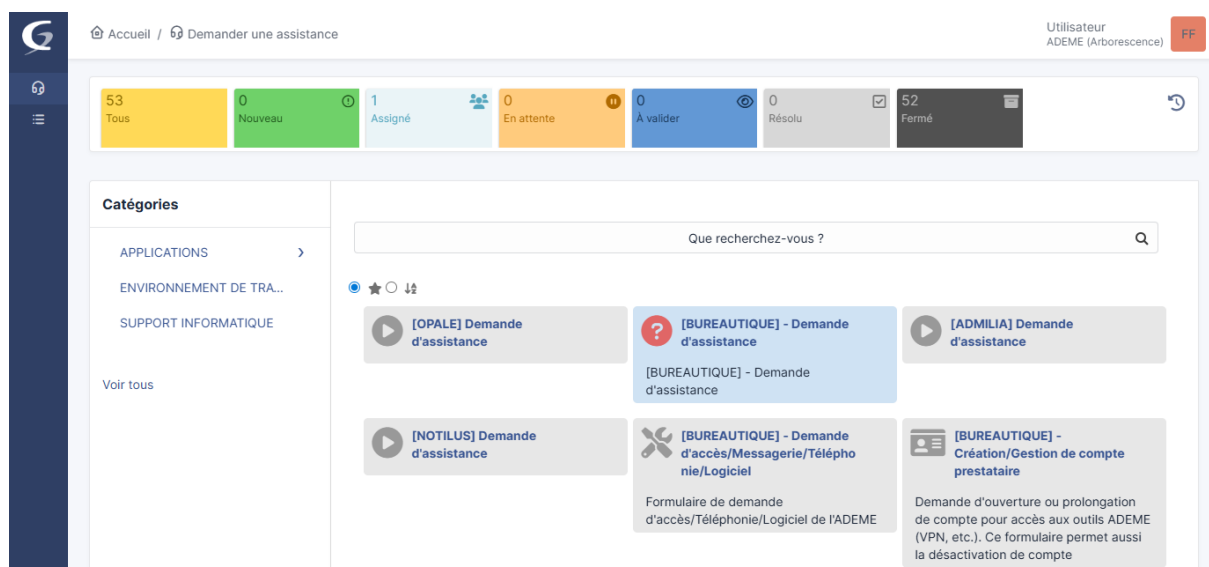 Accueil / Demander une assistance
Utilisateur
ADEME (Arborescence)
FF
53
Tous
0
Nouveau
1
Assigné
0
En attente
0
À valider
0
Résolu
52
Fermé
Catégories
APPLICATIONS
ENVIRONNEMENT DE TRA...
SUPPORT INFORMATIQUE
Voir tous
Que recherchez-vous ?
[OPALE] Demande
d'assistance
[BUREAUTIQUE] - Demande
d'assistance
[BUREAUTIQUE] - Demande
d'assistance
[ADMILIA] Demande
d'assistance
[NOTILUS] Demande
d'assistance
[BUREAUTIQUE] - Demande
d'accès/Messagerie/Télépho
nie/Logiciel
Formulaire de demande
d'accès/Téléphonie/Logiciel de l'ADEME
[BUREAUTIQUE] -
Création/Gestion de compte
prestataire
Demande d'ouverture ou prolongation
de compte pour accès aux outils ADEME
(VPN, etc.). Ce formulaire permet aussi
la désactivation de compte